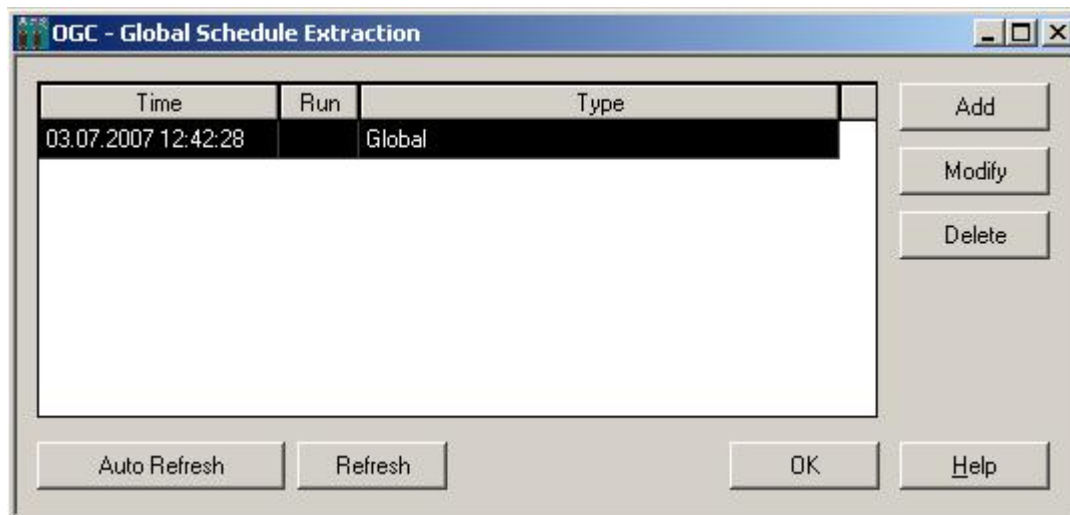 OGC - Global Schedule Extraction
Time Run Type
Add
03.07.2007 12:42:28 Global
Modify
Delete
Auto Refresh Refresh OK Help